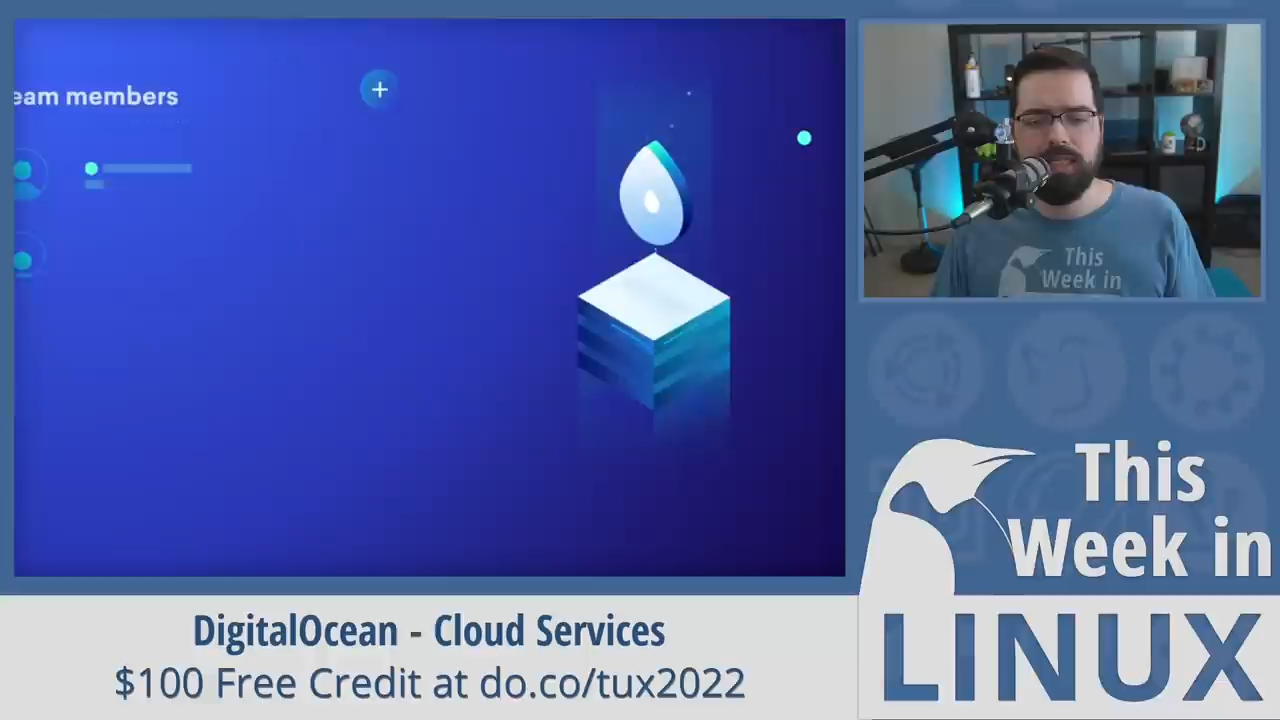 eam members
+
This
Week in
This
Week in
LINUX
DigitalOcean - Cloud Services
$100 Free Credit at do.co/tux2022